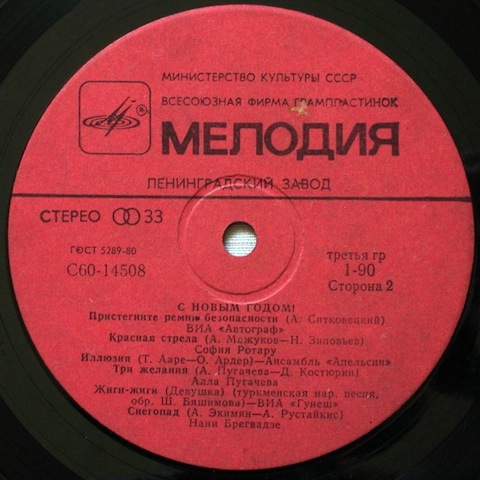 МИНИСТЕРСТВО КУЛЬТУРЫ СССР
ВСЕСОЮЗНАЯ ФИРМА ГРАМПЛАСТИНОК
МЕЛОДИЯ
ЛЕНИНГРАДСКИЙ ЗАВОД
СТЕРЕО 33
ГОСТ 5289-80
С60-14508
третья гр
1-90
Сторона 2
С НОВЫМ ГОДОМ!
Пристегните ремни безопасности (А. Ситковецкий)
ВИА «Автограф»
Красная стрела (А. Мажуков—Н. Зиновьев)
София Ротару
Иллюзия (Т. Ааре—О. Ардер)—Ансамбль «Апельсин»
Три желания (А. Пугачева—Д. Костюрин)
Алла Пугачева
Жиги-жиги (Девушка) (туркменская нар. песня,
обр. Ш. Бяшимова)—ВИА «Гунеш»
Снегопад (А. Экимян—А. Рустайкис)
Нани Брегвадзе